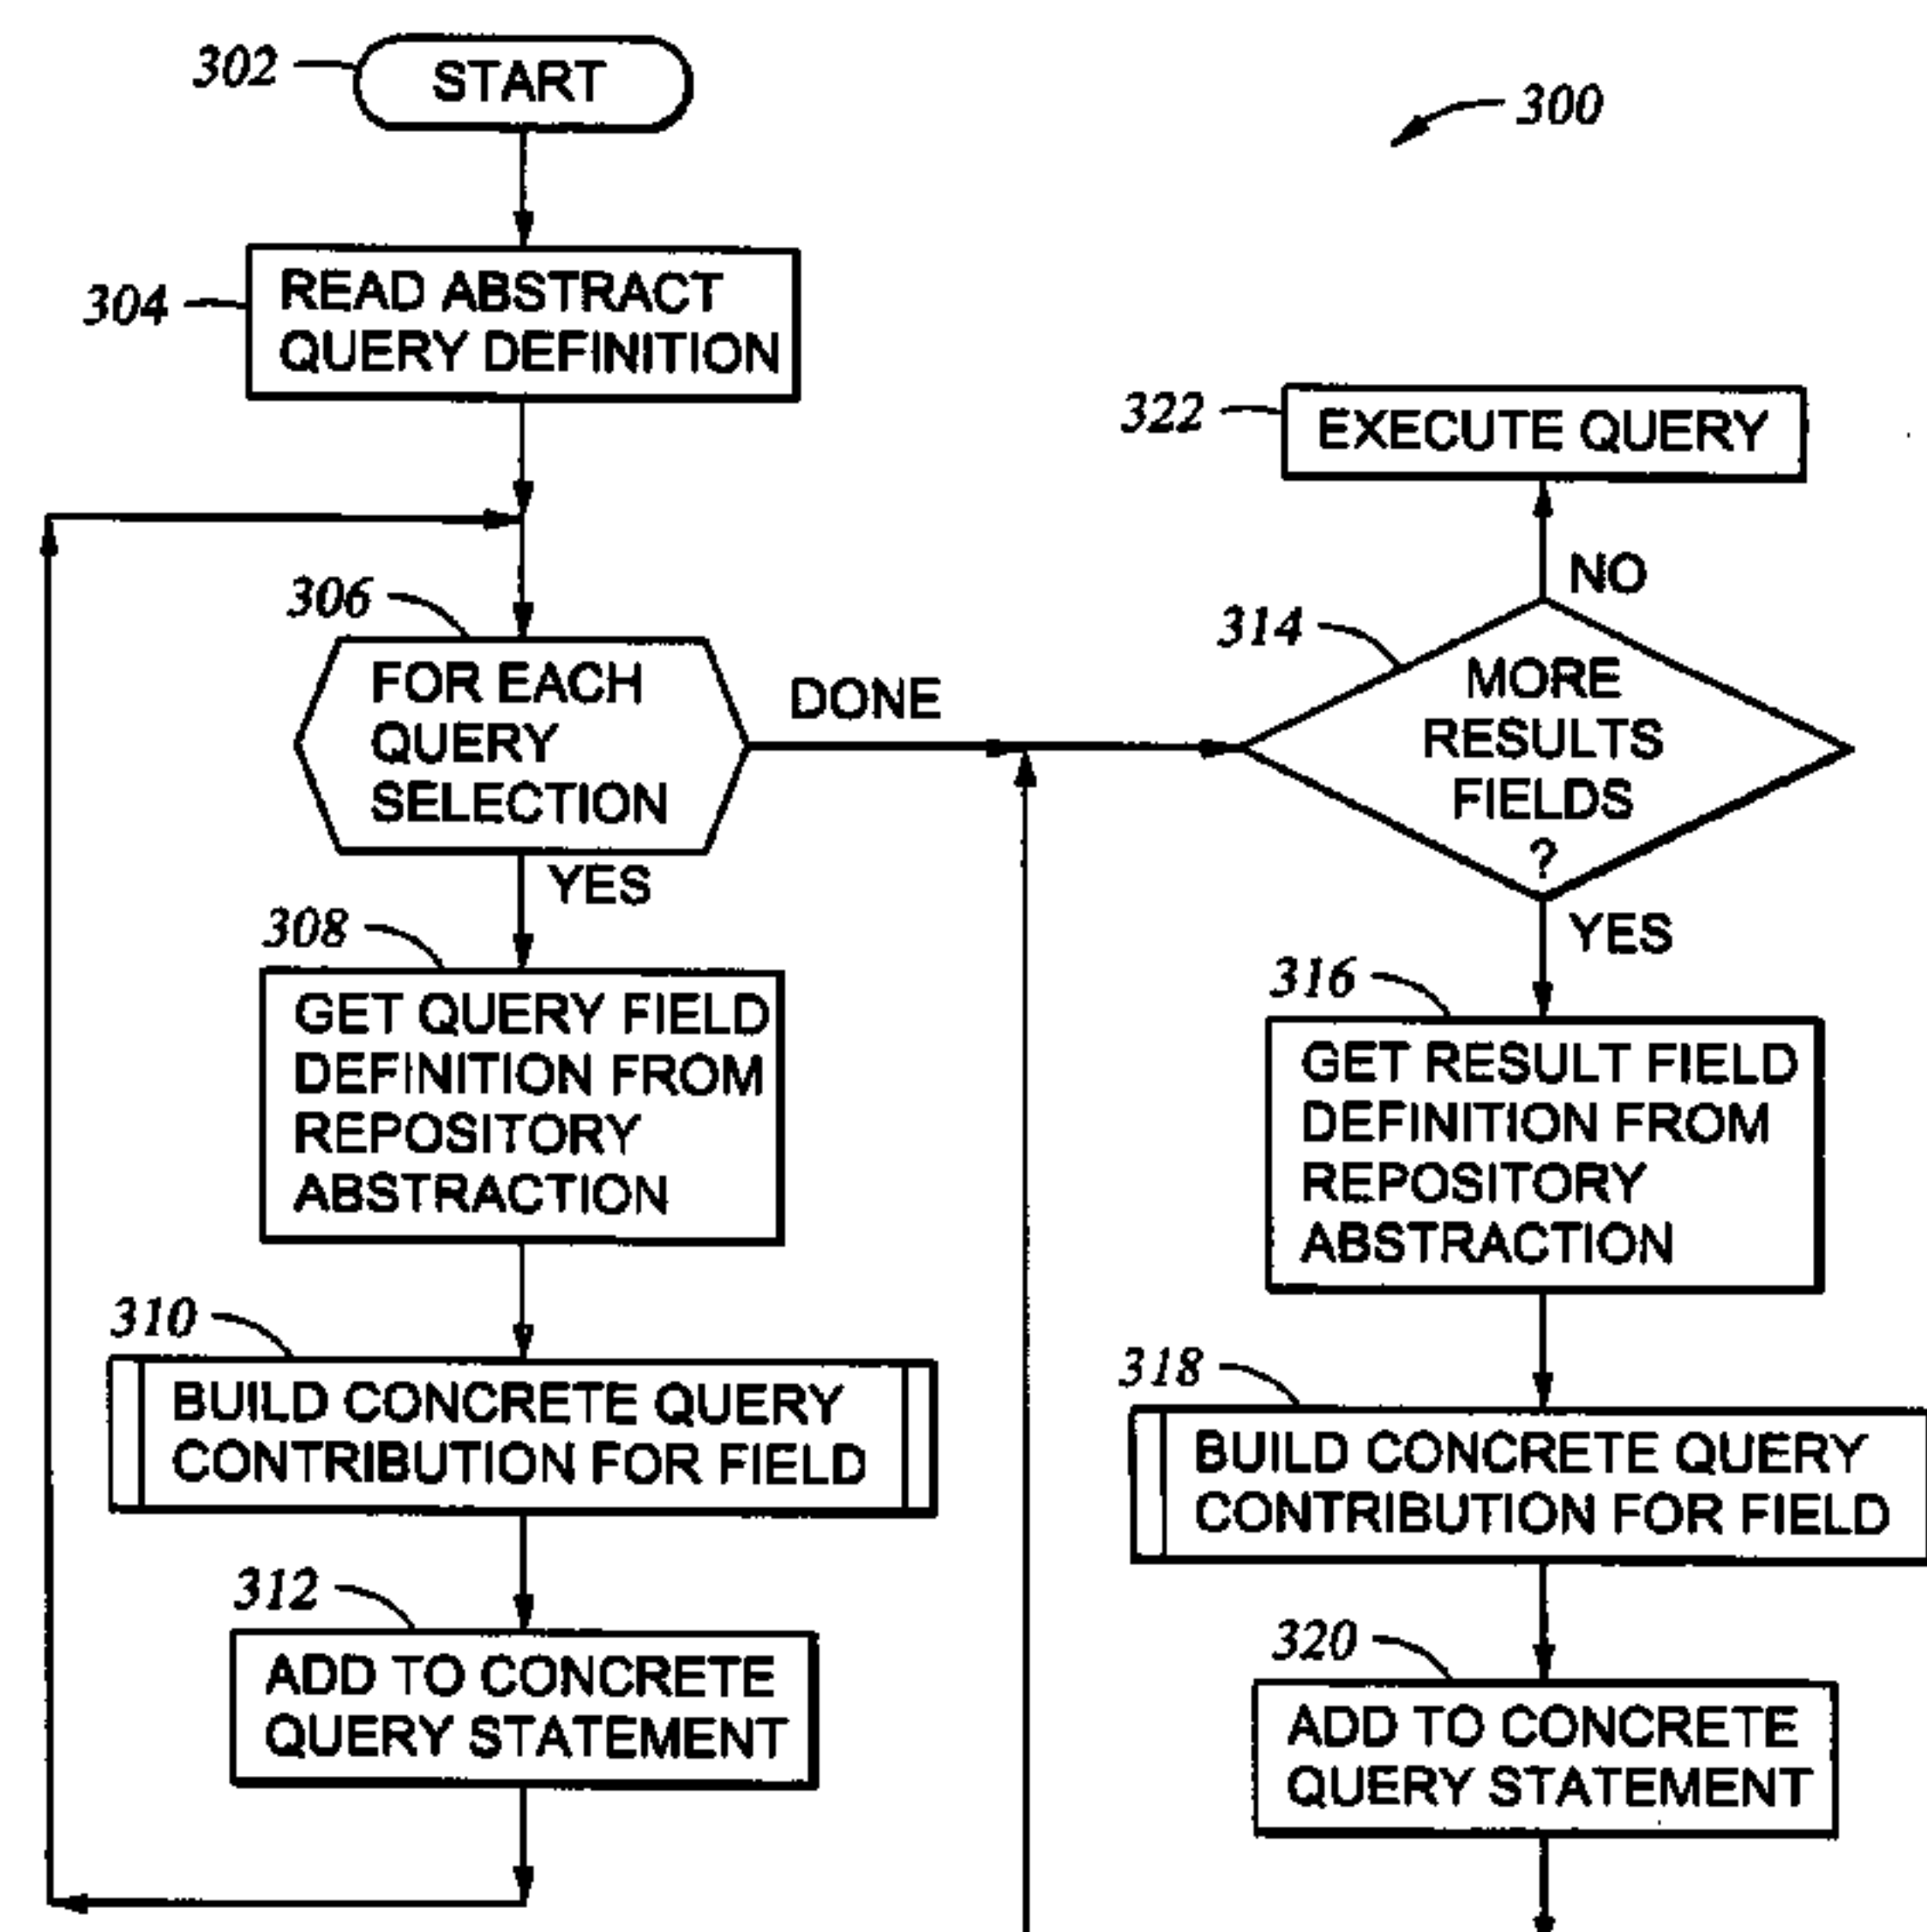 302
START
300
304
READ ABSTRACT
QUERY DEFINITION
322
EXECUTE QUERY
NO
306
FOR EACH
QUERY
SELECTION
DONE
314
MORE
RESULTS
FIELDS
?
YES
YES
308
GET QUERY FIELD
DEFINITION FROM
REPOSITORY
ABSTRACTION
316
GET RESULT FIELD
DEFINITION FROM
REPOSITORY
ABSTRACTION
310
BUILD CONCRETE QUERY
CONTRIBUTION FOR FIELD
318
BUILD CONCRETE QUERY
CONTRIBUTION FOR FIELD
312
ADD TO CONCRETE
QUERY STATEMENT
320
ADD TO CONCRETE
QUERY STATEMENT